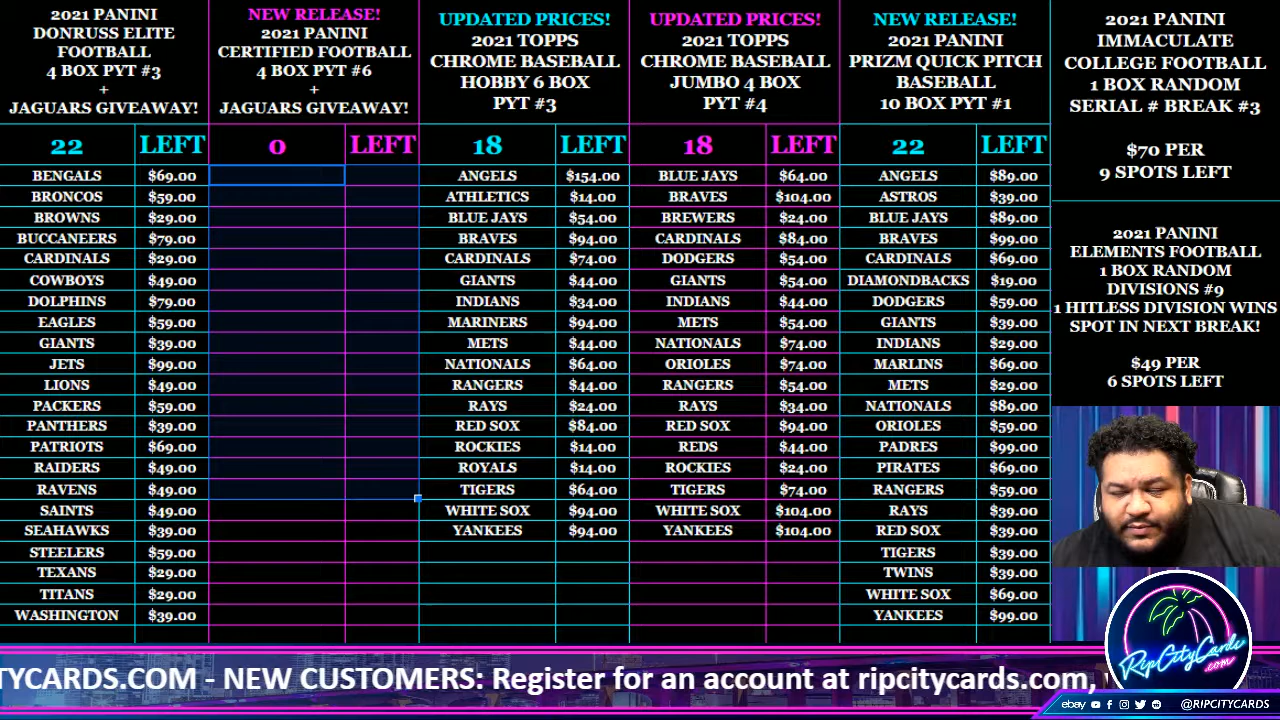 2021 PANINI
DONRUSS ELITE
FOOTBALL
4 BOX PYT #3
+
JAGUARS GIVEAWAY!
22 LEFT
BENGALS $69.00
BRONCOS $59.00
BROWNS $29.00
BUCCANEERS $79.00
CARDINALS $29.00
COWBOYS $49.00
DOLPHINS $79.00
EAGLES $59.00
GIANTS $39.00
JETS $99.00
LIONS $49.00
PACKERS $59.00
PANTHERS $39.00
PATRIOTS $69.00
RAIDERS $49.00
RAVENS $49.00
SAINTS $49.00
SEAHAWKS $39.00
STEELERS $59.00
TEXANS $29.00
TITANS $29.00
WASHINGTON $39.00
NEW RELEASE!
2021 PANINI
CERTIFIED FOOTBALL
4 BOX PYT #6
+
JAGUARS GIVEAWAY!
0 LEFT
UPDATED PRICES!
2021 TOPPS
CHROME BASEBALL
HOBBY 6 BOX
PYT #3
18 LEFT
ANGELS $154.00
ATHLETICS $14.00
BLUE JAYS $54.00
BRAVES $94.00
CARDINALS $74.00
GIANTS $44.00
INDIANS $34.00
MARINERS $94.00
METS $44.00
NATIONALS $64.00
RANGERS $44.00
RAYS $24.00
RED SOX $84.00
ROCKIES $14.00
ROYALS $14.00
TIGERS $64.00
WHITE SOX $94.00
YANKEES $94.00
UPDATED PRICES!
2021 TOPPS
CHROME BASEBALL
JUMBO 4 BOX
PYT #4
18 LEFT
BLUE JAYS $64.00
BRAVES $104.00
BREWERS $24.00
CARDINALS $84.00
DODGERS $54.00
GIANTS $54.00
INDIANS $44.00
METS $54.00
NATIONALS $74.00
ORIOLES $74.00
RANGERS $54.00
RAYS $34.00
RED SOX $94.00
REDS $44.00
ROCKIES $24.00
TIGERS $74.00
WHITE SOX $104.00
YANKEES $104.00
NEW RELEASE!
2021 PANINI
PRIZM QUICK PITCH
BASEBALL
10 BOX PYT #1
22 LEFT
ANGELS $89.00
ASTROS $39.00
BLUE JAYS $89.00
BRAVES $99.00
CARDINALS $69.00
DIAMONDBACKS $19.00
DODGERS $59.00
GIANTS $39.00
INDIANS $29.00
MARLINS $69.00
METS $29.00
NATIONALS $89.00
ORIOLES $59.00
PADRES $99.00
PIRATES $69.00
RANGERS $59.00
RAYS $39.00
RED SOX $39.00
TIGERS $39.00
TWINS $39.00
WHITE SOX $69.00
YANKEES $99.00
2021 PANINI
IMMACULATE
COLLEGE FOOTBALL
1 BOX RANDOM
SERIAL # BREAK #3
$70 PER
9 SPOTS LEFT
2021 PANINI
ELEMENTS FOOTBALL
1 BOX RANDOM
DIVISIONS #9
1 HITLESS DIVISION WINS
SPOT IN NEXT BREAK!
$49 PER
6 SPOTS LEFT
RipCityCards
.com
TYCARDS.COM - NEW CUSTOMERS: Register for an account at ripcitycards.com,
ebay @RIPCITYCARDS